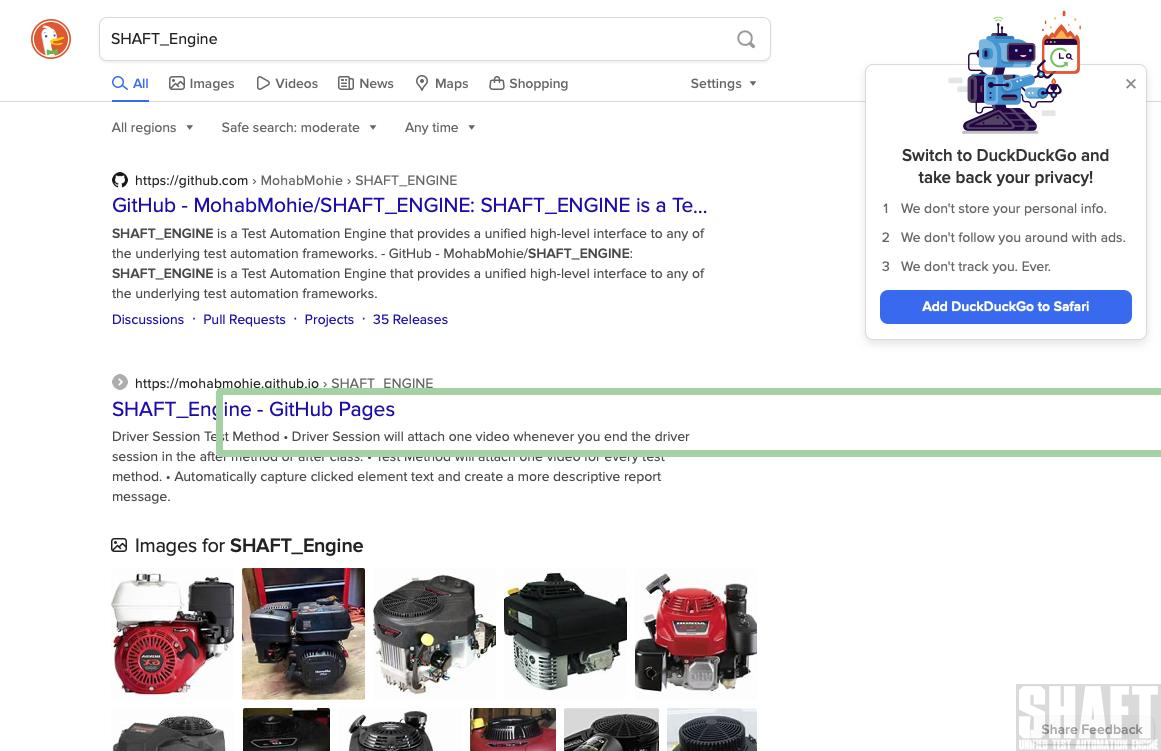 SHAFT_Engine
All
Images
Videos
News
Maps
Shopping
Settings
All regions
Safe search: moderate
Any time
https://github.com › MohabMohie › SHAFT_ENGINE
GitHub - MohabMohie/SHAFT_ENGINE: SHAFT_ENGINE is a Te...
SHAFT_ENGINE is a Test Automation Engine that provides a unified high-level interface to any of
the underlying test automation frameworks. - GitHub - MohabMohie/SHAFT_ENGINE:
SHAFT_ENGINE is a Test Automation Engine that provides a unified high-level interface to any of
the underlying test automation frameworks.
Discussions · Pull Requests · Projects · 35 Releases
https://mohabmohie.github.io › SHAFT_ENGINE
SHAFT_Engine - GitHub Pages
Driver Session Test Method • Driver Session will attach one video whenever you end the driver
session in the after method or after class. • Test Method will attach one video for every test
method. • Automatically capture clicked element text and create a more descriptive report
message.
Images for SHAFT_Engine
HONDA
Switch to DuckDuckGo and
take back your privacy!
1 We don't store your personal info.
2 We don't follow you around with ads.
3 We don't track you. Ever.
Add DuckDuckGo to Safari
SHAFT
Share Feedback